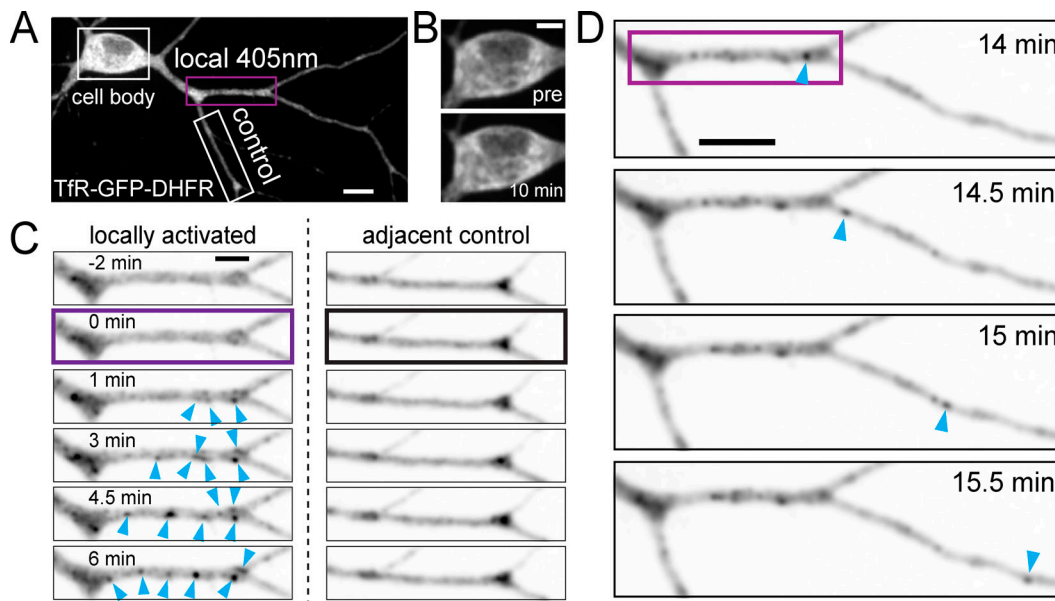 A
local 405nm
cell body
control
TfR-GFP-DHFR
B
pre
10 min
C
locally activated
adjacent control
-2 min
0 min
1 min
3 min
4.5 min
6 min
D
14 min
14.5 min
15 min
15.5 min